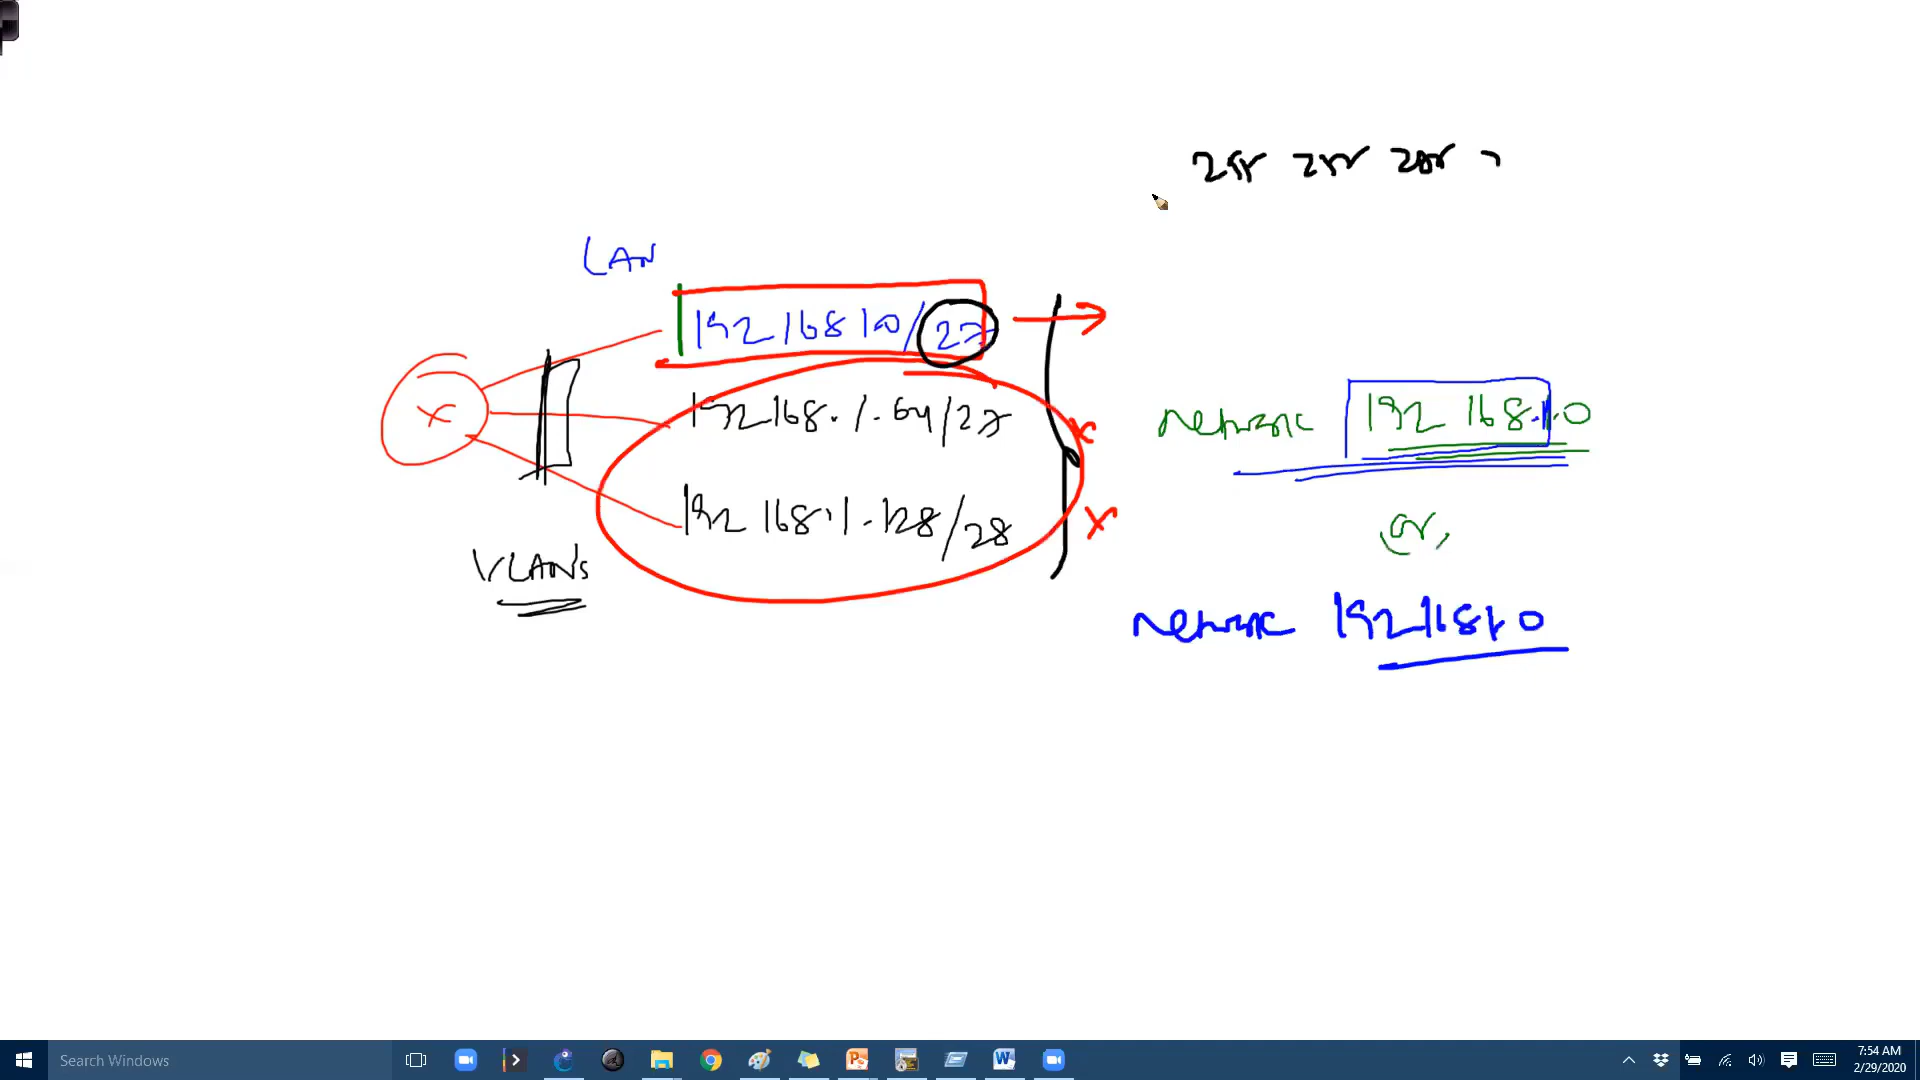 255 255 255 2
LAN
192 168 1 0/27
192 168.1.64/27
192 168.1.128/28
VLANs
network 192 168.1.0
or,
network 192 168 1 0
Search Windows
7:54 AM
2/29/2020